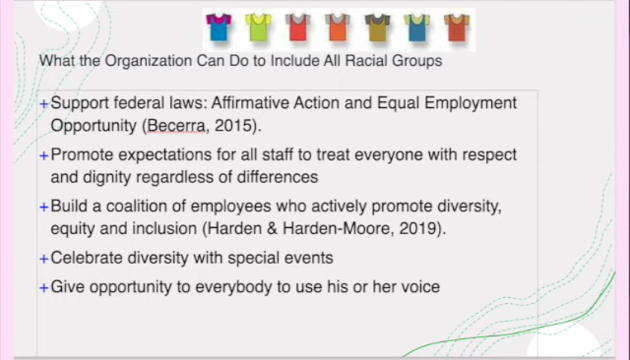 What the Organization Can Do to Include All Racial Groups
+Support federal laws: Affirmative Action and Equal Employment
Opportunity (Becerra, 2015).
+Promote expectations for all staff to treat everyone with respect
and dignity regardless of differences
+Build a coalition of employees who actively promote diversity,
equity and inclusion (Harden & Harden-Moore, 2019).
+Celebrate diversity with special events
+Give opportunity to everybody to use his or her voice